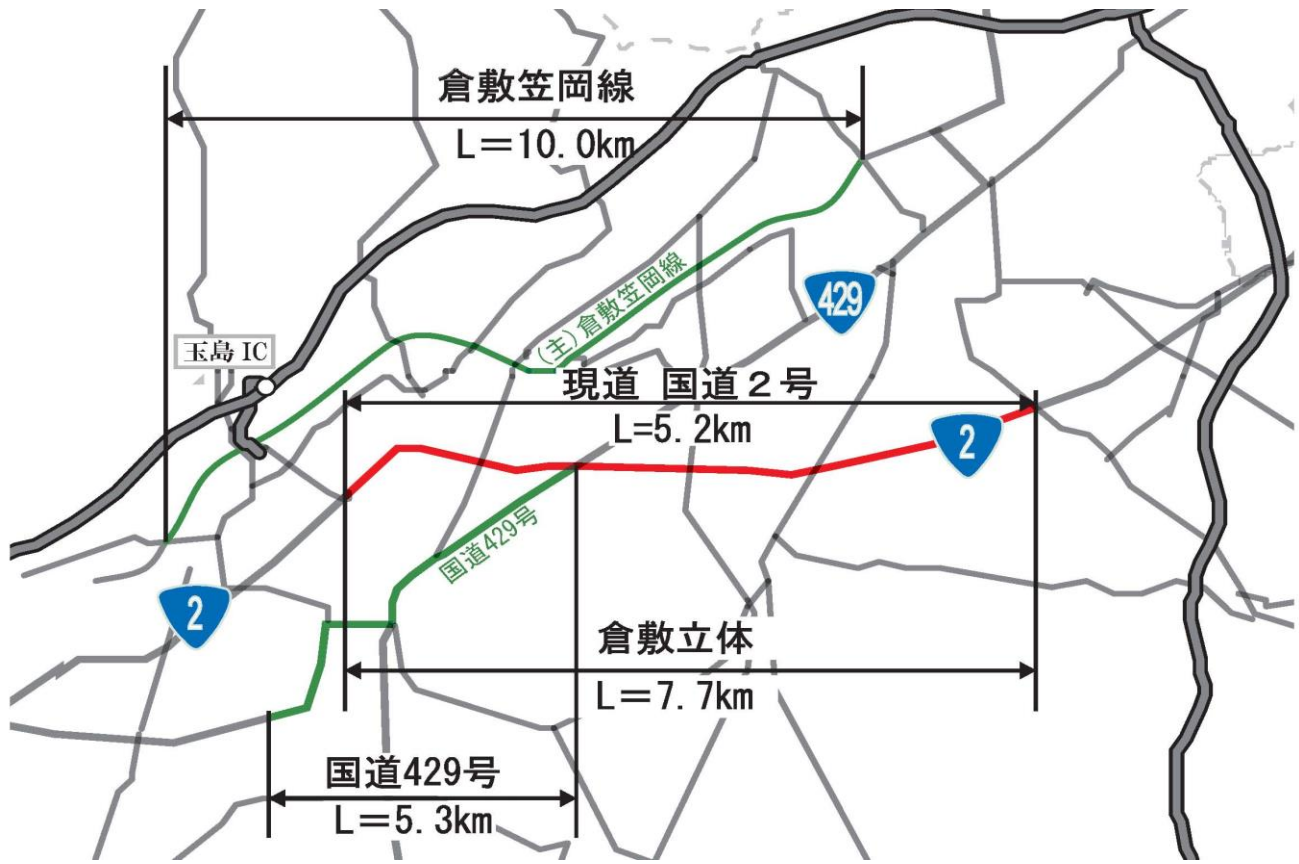 倉敷笠岡線
L=10.0km
(主)倉敷笠岡線
429
玉島 IC
現道 国道２号
L=5.2km
2
国道429号
2
倉敷立体
L=7.7km
国道429号
L=5.3km